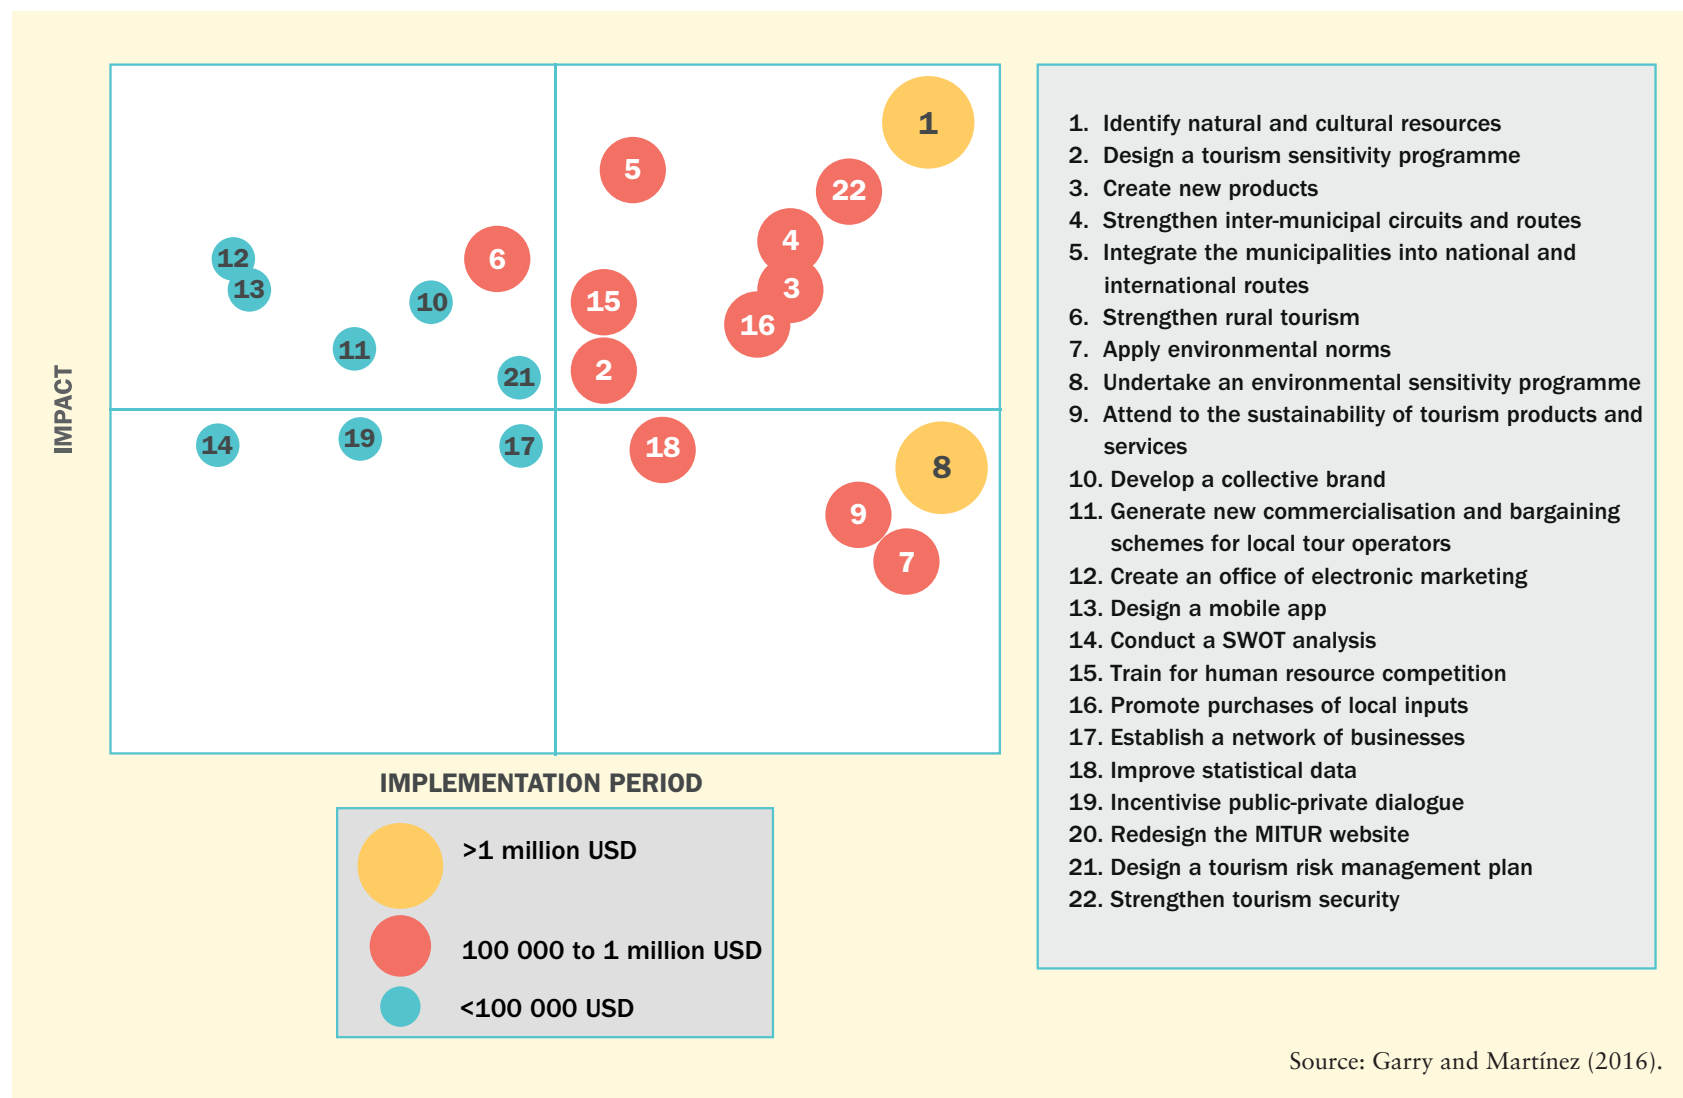 1
5
22
4
12
6
13
3
10
15
16
11
2
21
19
14
17
18
8
9
7
IMPACT
IMPLEMENTATION PERIOD
>1 million USD
100 000 to 1 million USD
<100 000 USD
1. Identify natural and cultural resources
2. Design a tourism sensitivity programme
3. Create new products
4. Strengthen inter-municipal circuits and routes
5. Integrate the municipalities into national and
international routes
6. Strengthen rural tourism
7. Apply environmental norms
8. Undertake an environmental sensitivity programme
9. Attend to the sustainability of tourism products and
services
10. Develop a collective brand
11. Generate new commercialisation and bargaining
schemes for local tour operators
12. Create an office of electronic marketing
13. Design a mobile app
14. Conduct a SWOT analysis
15. Train for human resource competition
16. Promote purchases of local inputs
17. Establish a network of businesses
18. Improve statistical data
19. Incentivise public-private dialogue
20. Redesign the MITUR website
21. Design a tourism risk management plan
22. Strengthen tourism security
Source: Garry and Martínez (2016).